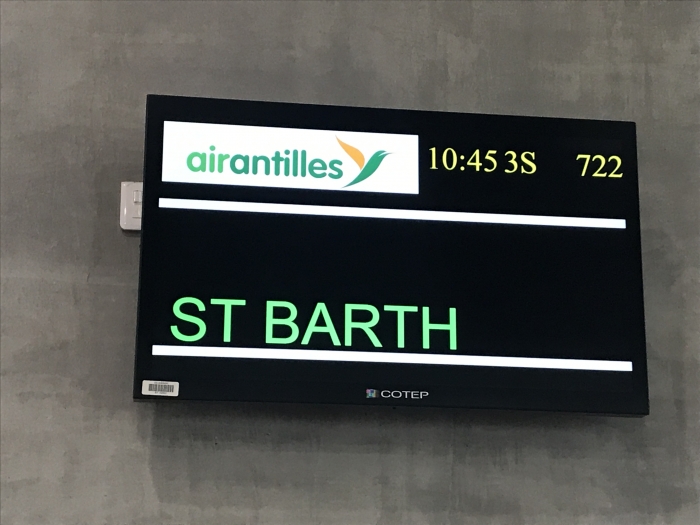 airantilles 10:45 3S 722
ST BARTH
COTEP